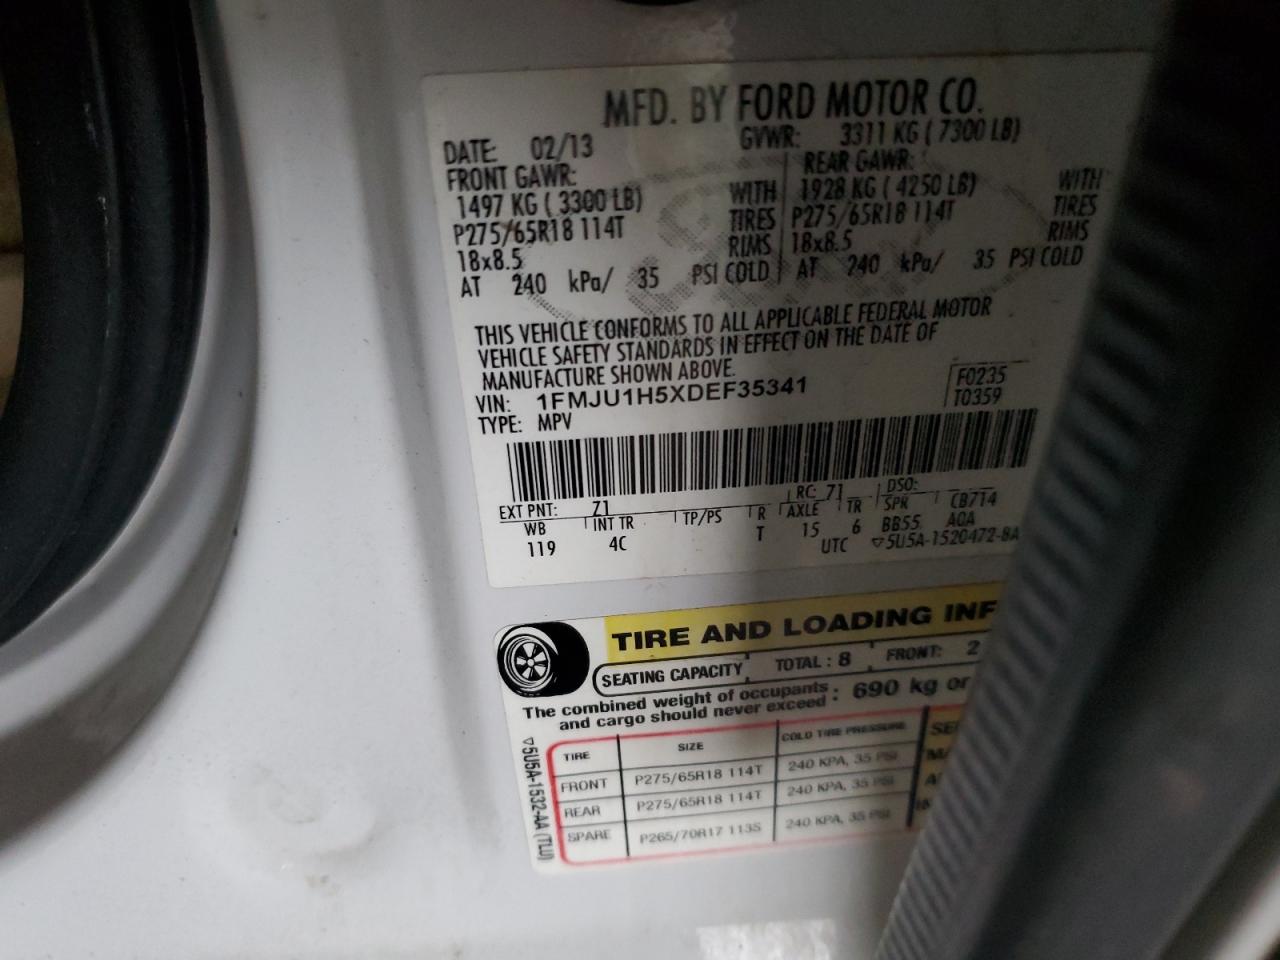 MFD. BY FORD MOTOR CO.
DATE: 02/13 GVWR: 3311 KG ( 7300 LB)
FRONT GAWR: REAR GAWR:
1497 KG ( 3300 LB) WITH 1928 KG ( 4250 LB) WITH
P275/65R18 114T TIRES P275/65R18 114T TIRES
18x8.5 RIMS 18x8.5 RIMS
AT 240 kPa/ 35 PSI COLD AT 240 kPa/ 35 PSI COLD
THIS VEHICLE CONFORMS TO ALL APPLICABLE FEDERAL MOTOR
VEHICLE SAFETY STANDARDS IN EFFECT ON THE DATE OF
MANUFACTURE SHOWN ABOVE.
VIN: 1FMJU1H5XDEF35341 F0235
TYPE: MPV T0359
EXT PNT: Z1 RC: 71 DSO:
WB INT TR TP/PS R AXLE TR SPR CB714
119 4C T 15 6 BB55 AQA
UTC ▽5U5A-1520472-8A
TIRE AND LOADING INF
SEATING CAPACITY TOTAL : 8 FRONT: 2
The combined weight of occupants
and cargo should never exceed : 690 kg or
▽5U5A-1532-AA (TLU)
TIRE SIZE COLD TIRE PRESSURE
FRONT P275/65R18 114T 240 KPA, 35 PSI
REAR P275/65R18 114T 240 KPA, 35 PSI
SPARE P265/70R17 113S 240 KPA, 35 PSI